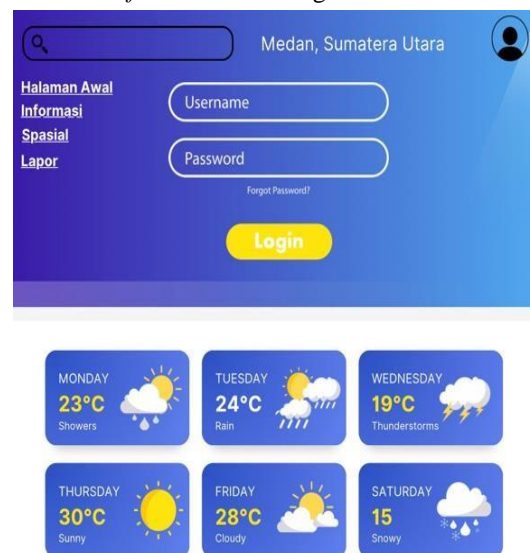 Medan, Sumatera Utara
Halaman Awal
Informasi
Spasial
Lapor
Username
Password
Forgot Password?
Login
MONDAY
23°C
Showers
TUESDAY
24°C
Rain
WEDNESDAY
19°C
Thunderstorms
THURSDAY
30°C
Sunny
FRIDAY
28°C
Cloudy
SATURDAY
15
Snowy